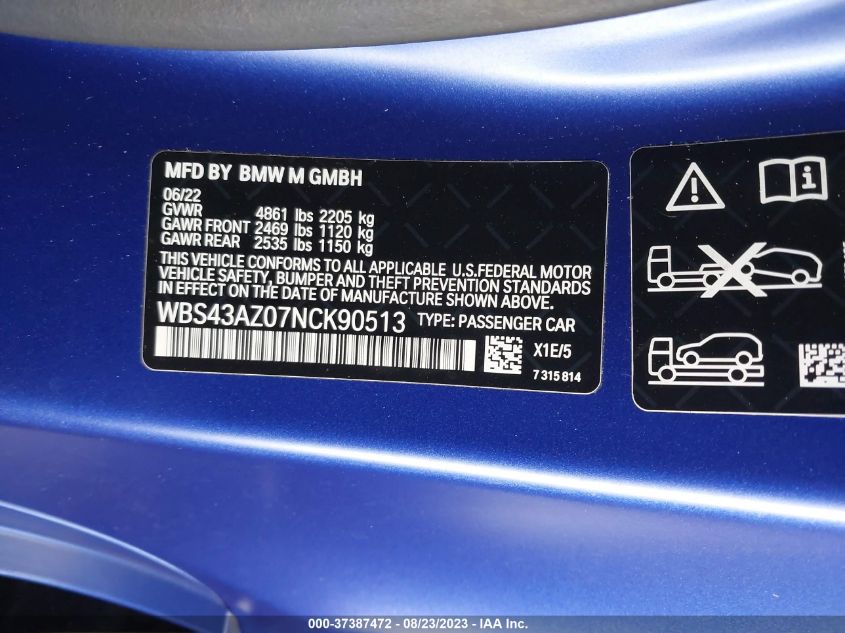 MFD BY BMW M GMBH
06/22
GVWR 4861 lbs 2205 kg
GAWR FRONT 2469 lbs 1120 kg
GAWR REAR 2535 lbs 1150 kg
THIS VEHICLE CONFORMS TO ALL APPLICABLE U.S.FEDERAL MOTOR
VEHICLE SAFETY, BUMPER AND THEFT PREVENTION STANDARDS
IN EFFECT ON THE DATE OF MANUFACTURE SHOWN ABOVE.
WBS43AZ07NCK90513 TYPE: PASSENGER CAR
X1E/5
7 315 814
000-37387472 - 08/23/2023 - IAA Inc.